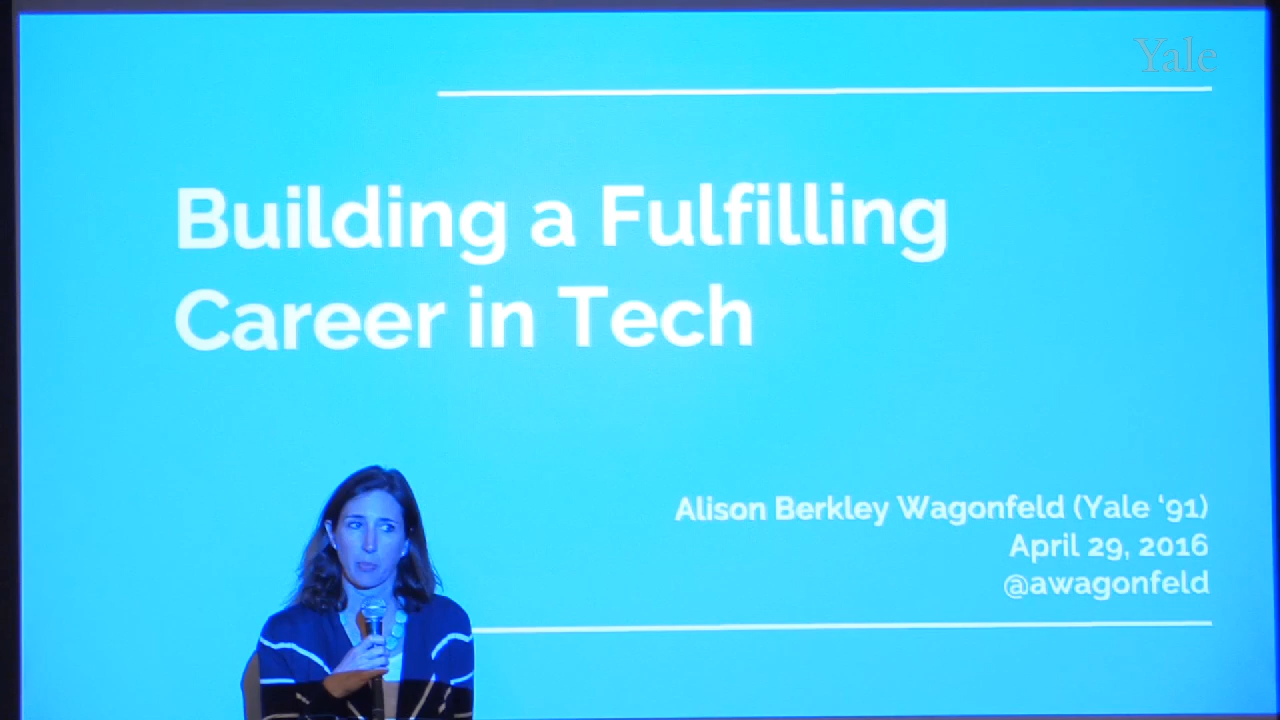 Yale
Building a Fulfilling
Career in Tech
Alison Berkley Wagonfeld (Yale ‘91)
April 29, 2016
@awagonfeld